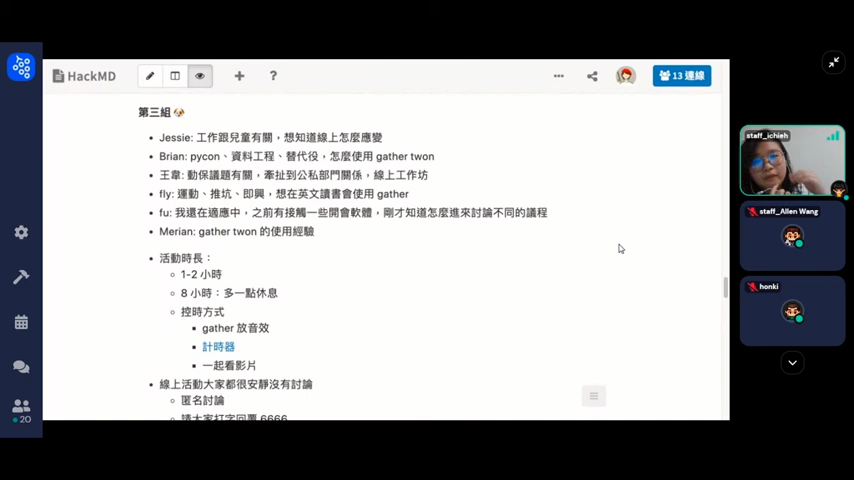 HackMD
+
?
13 連線
第三組
Jessie: 工作跟兒童有關，想知道線上怎麼應變
Brian: pycon、資料工程、替代役，怎麼使用 gather twon
王韋: 動保議題有關，牽扯到公私部門關係，線上工作坊
fly: 運動、推坑、即興，想在英文讀書會使用 gather
fu: 我還在適應中，之前有接觸一些開會軟體，剛才知道怎麼進來討論不同的議程
Merian: gather twon 的使用經驗
活動時長：
1-2 小時
8 小時：多一點休息
控時方式
gather 放音效
計時器
一起看影片
線上活動大家都很安靜沒有討論
匿名討論
請大家打字回覆 6666
staff_ichieh
staff_Allen Wang
honki
20